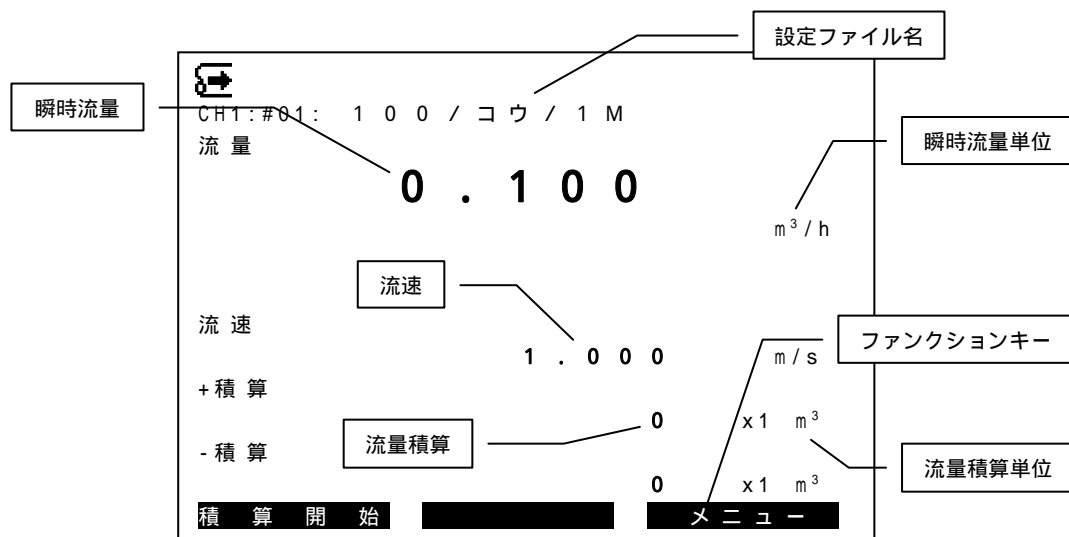 設定ファイル名
瞬時流量
CH1:#01: 100/コウ/1M
流量
瞬時流量単位
0.100
m³/h
流速
流速
ファンクションキー
1.000 m/s
+積算
0 x1 m³
流量積算
-積算
流量積算単位
0 x1 m³
積算開始 メニュー